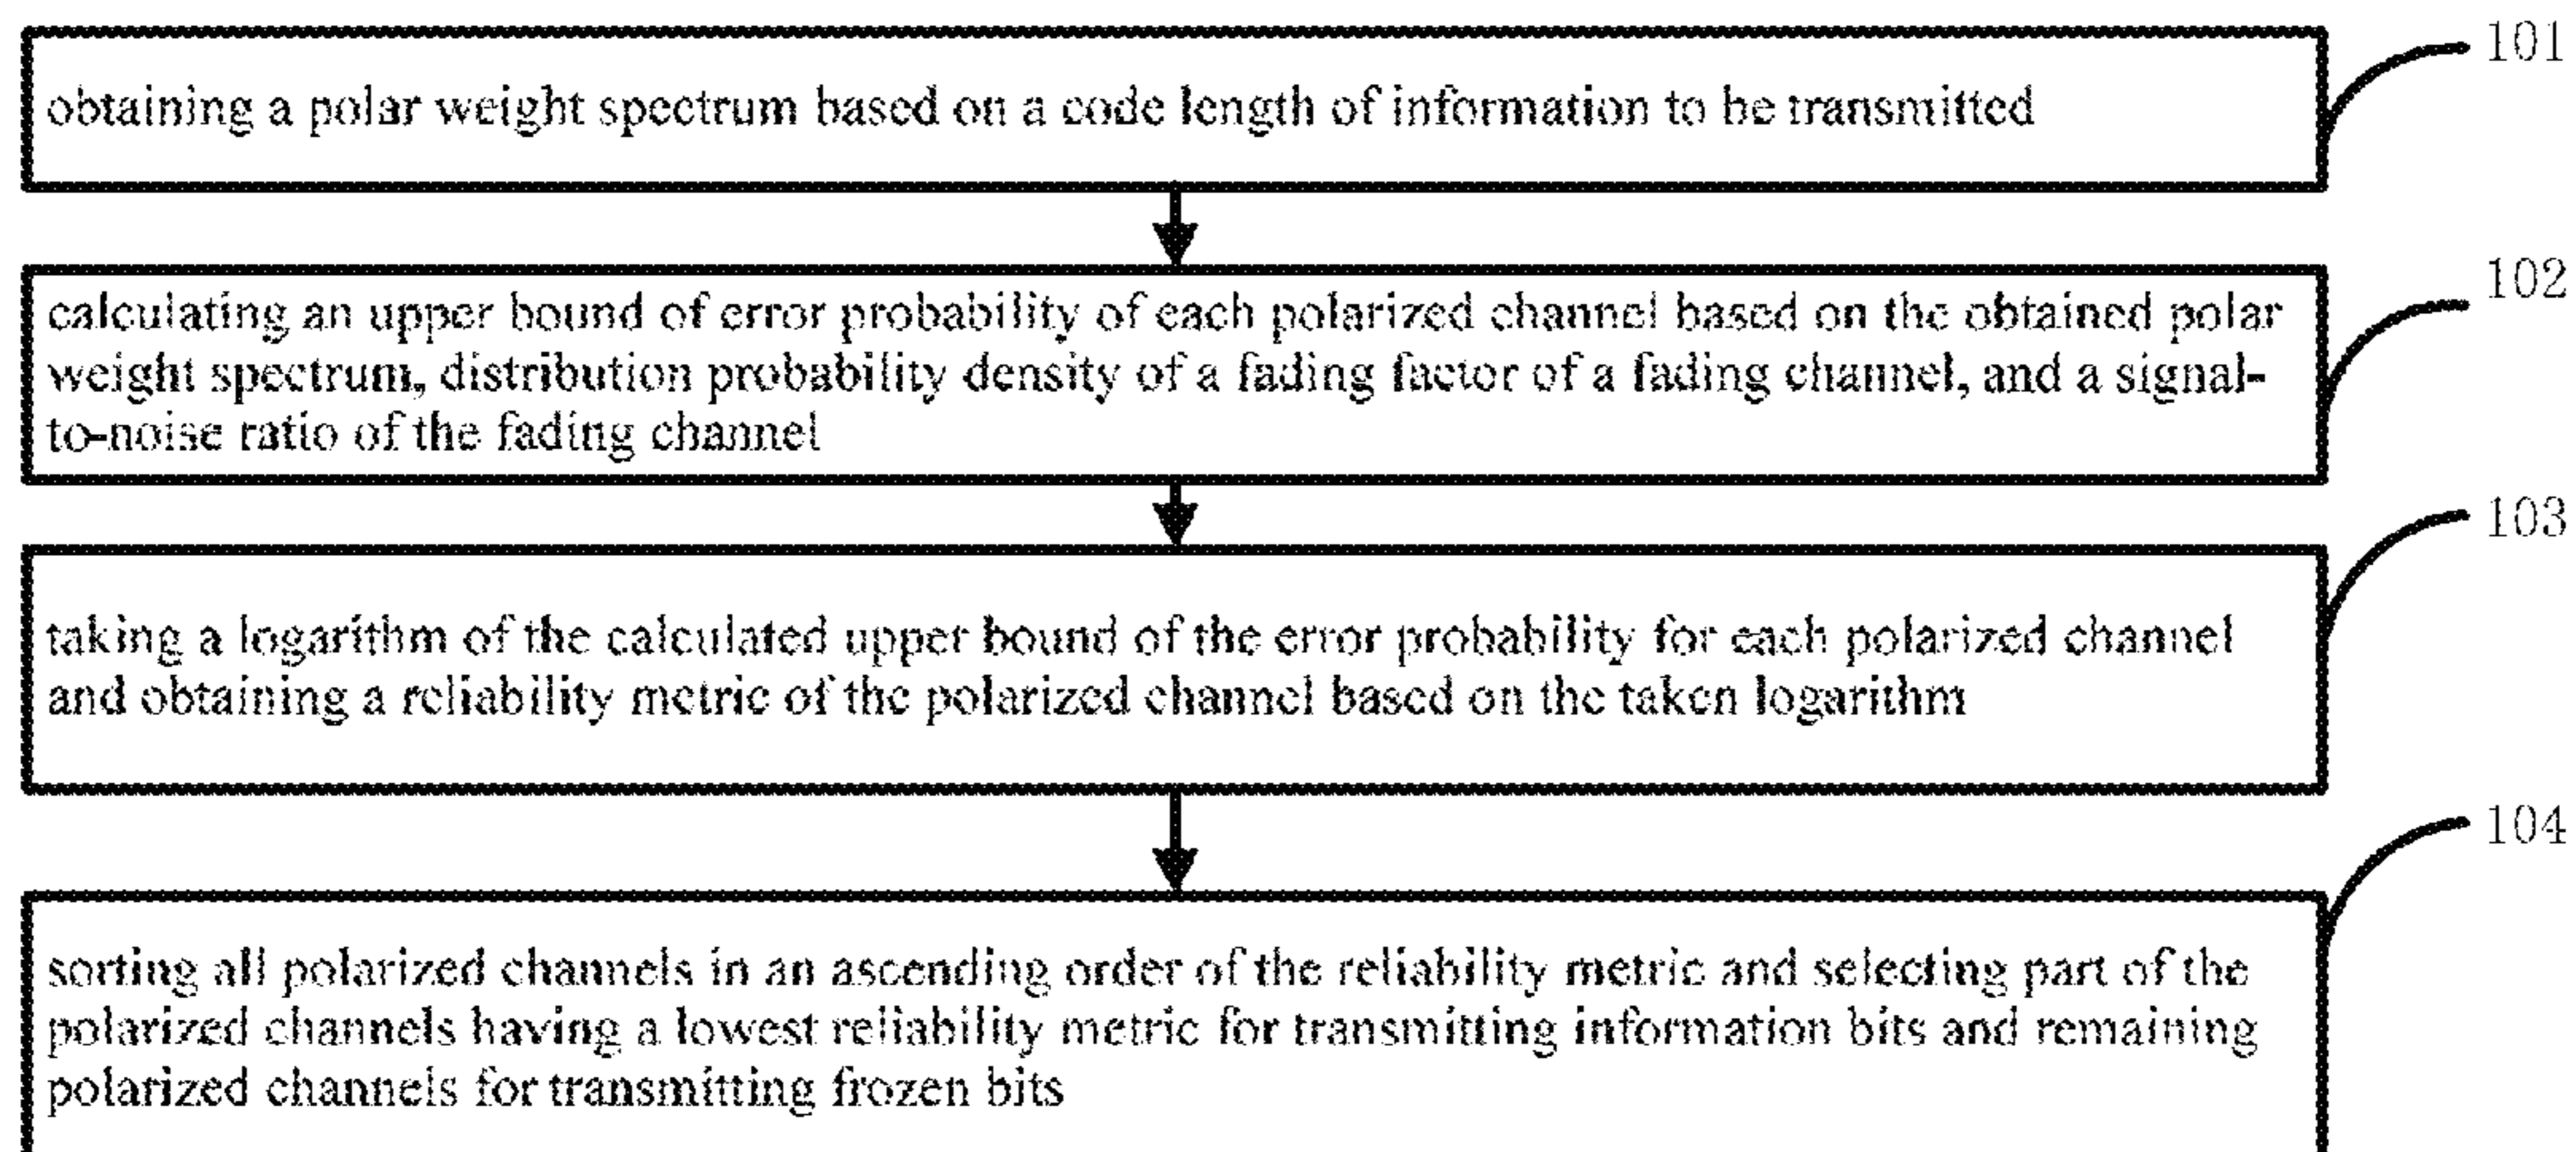 101
obtaining a polar weight spectrum based on a code length of information to be transmitted
102
calculating an upper bound of error probability of each polarized channel based on the obtained polar
weight spectrum, distribution probability density of a fading factor of a fading channel, and a signal-
to-noise ratio of the fading channel
103
taking a logarithm of the calculated upper bound of the error probability for each polarized channel
and obtaining a reliability metric of the polarized channel based on the taken logarithm
104
sorting all polarized channels in an ascending order of the reliability metric and selecting part of the
polarized channels having a lowest reliability metric for transmitting information bits and remaining
polarized channels for transmitting frozen bits